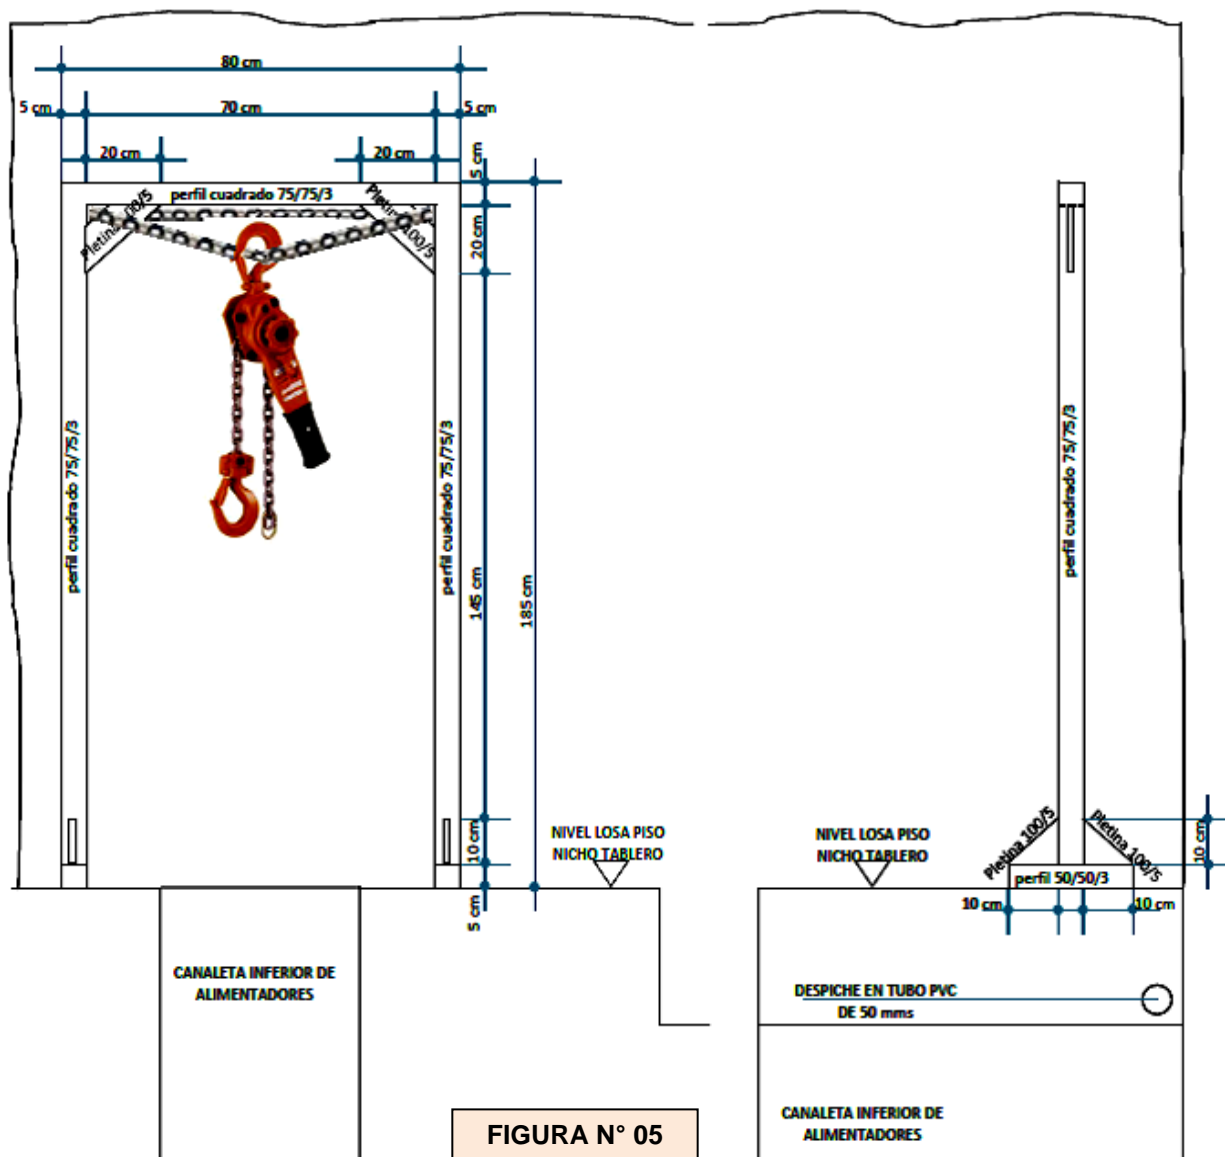 80 cm
5 cm
70 cm
5 cm
20 cm
20 cm
5 cm
perfil cuadrado 75/75/3
Pletina 100/5
Pletina 100/5
20 cm
perfil cuadrado 75/75/3
perfil cuadrado 75/75/3
145 cm
185 cm
10 cm
5 cm
NIVEL LOSA PISO
NICHO TABLERO
CANALETA INFERIOR DE
ALIMENTADORES
perfil cuadrado 75/75/3
NIVEL LOSA PISO
NICHO TABLERO
Pletina 100/5
Pletina 100/5
perfil 50/50/3
10 cm
10 cm
10 cm
DESPICHE EN TUBO PVC
DE 50 mms
CANALETA INFERIOR DE
ALIMENTADORES
FIGURA N° 05